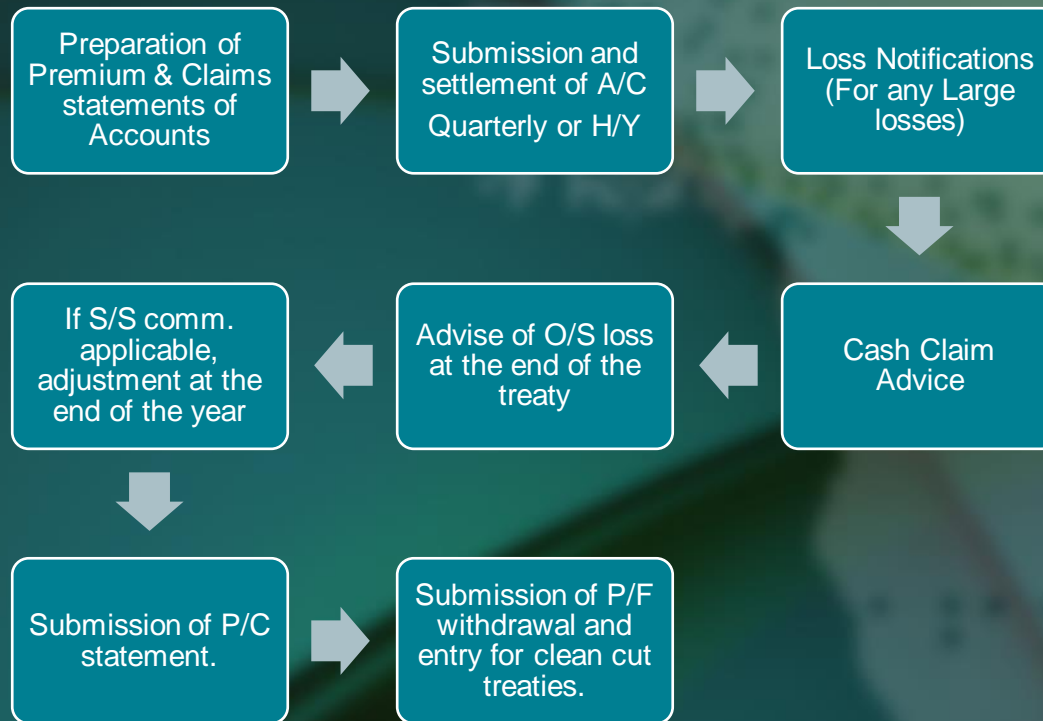 Preparation of
Premium & Claims
statements of
Accounts
Submission and
settlement of A/C
Quarterly or H/Y
Loss Notifications
(For any Large
losses)
Cash Claim
Advice
Advise of O/S loss
at the end of the
treaty
If S/S comm.
applicable,
adjustment at the
end of the year
Submission of P/C
statement.
Submission of P/F
withdrawal and
entry for clean cut
treaties.